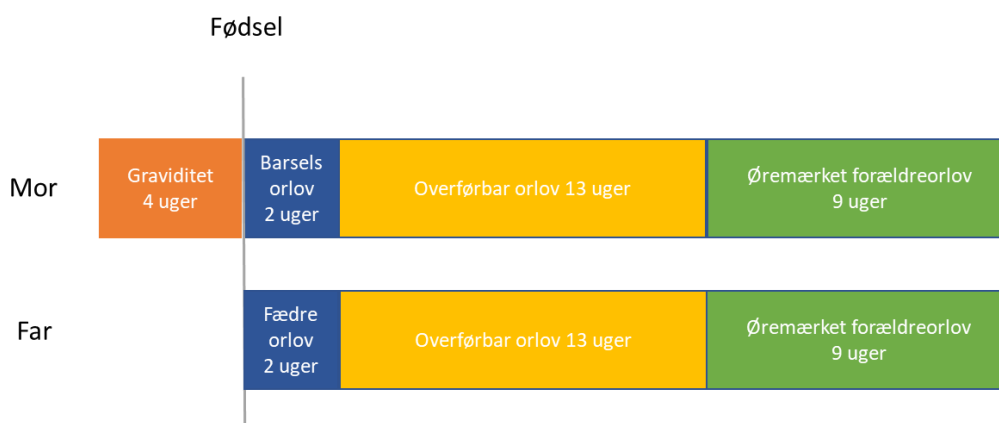 Fødsel
Mor
Graviditet
4 uger
Barsels
orlov
2 uger
Overførbar orlov 13 uger
Øremærket forældreorlov
9 uger
Far
Fædre
orlov
2 uger
Overførbar orlov 13 uger
Øremærket forældreorlov
9 uger